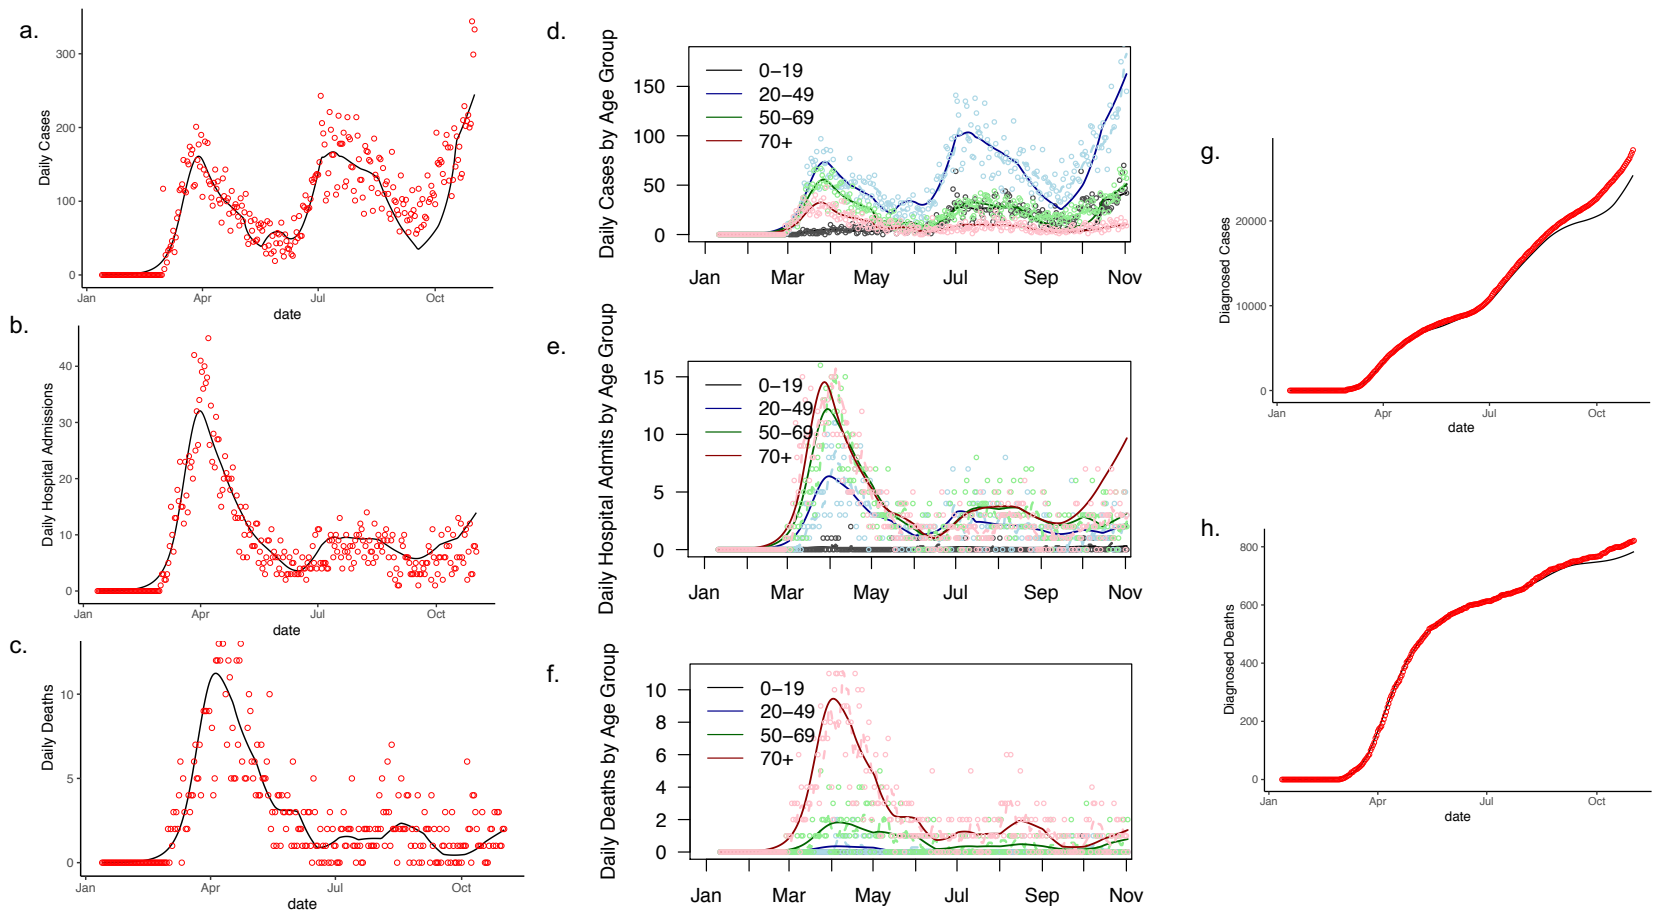 a.
Daily Cases
300
200
100
0
Jan Apr Jul Oct
date
b.
Daily Hospital Admissions
40
30
20
10
0
Jan Apr Jul Oct
date
c.
Daily Deaths
10
5
0
Jan Apr Jul Oct
date
d.
Daily Cases by Age Group
150
100
50
0
0−19
20−49
50−69
70+
Jan Mar May Jul Sep Nov
e.
Daily Hospital Admits by Age Group
15
10
5
0
0−19
20−49
50−69
70+
Jan Mar May Jul Sep Nov
f.
Daily Deaths by Age Group
10
8
6
4
2
0
0−19
20−49
50−69
70+
Jan Mar May Jul Sep Nov
g.
Diagnosed Cases
20000
10000
0
Jan Apr Jul Oct
date
h.
Diagnosed Deaths
800
600
400
200
0
Jan Apr Jul Oct
date